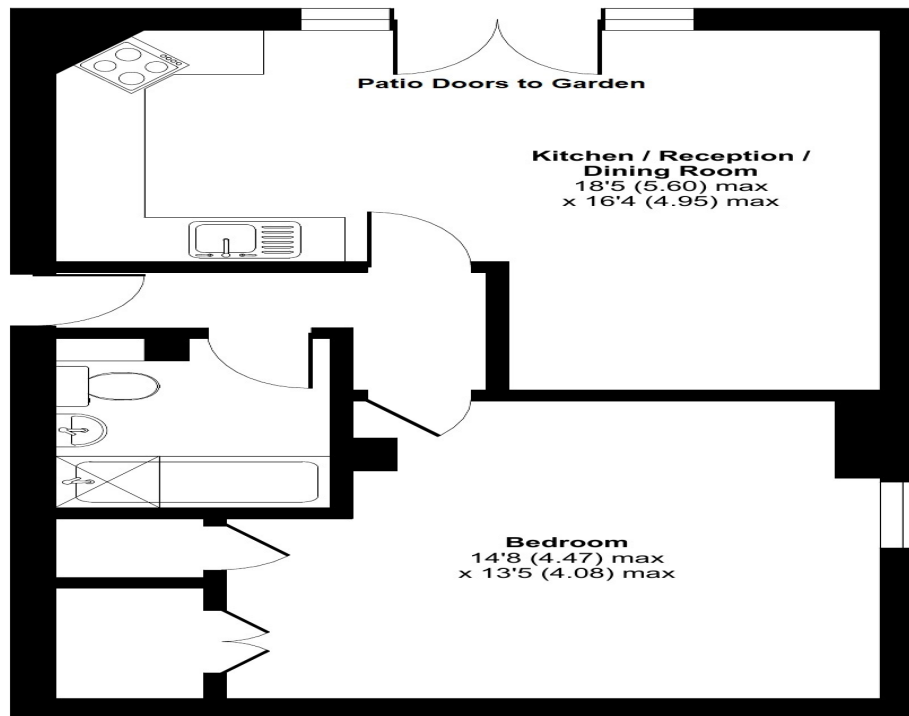 Patio Doors to Garden
Kitchen / Reception /
Dining Room
18'5 (5.60) max
x 16'4 (4.95) max
Bedroom
14'8 (4.47) max
x 13'5 (4.08) max